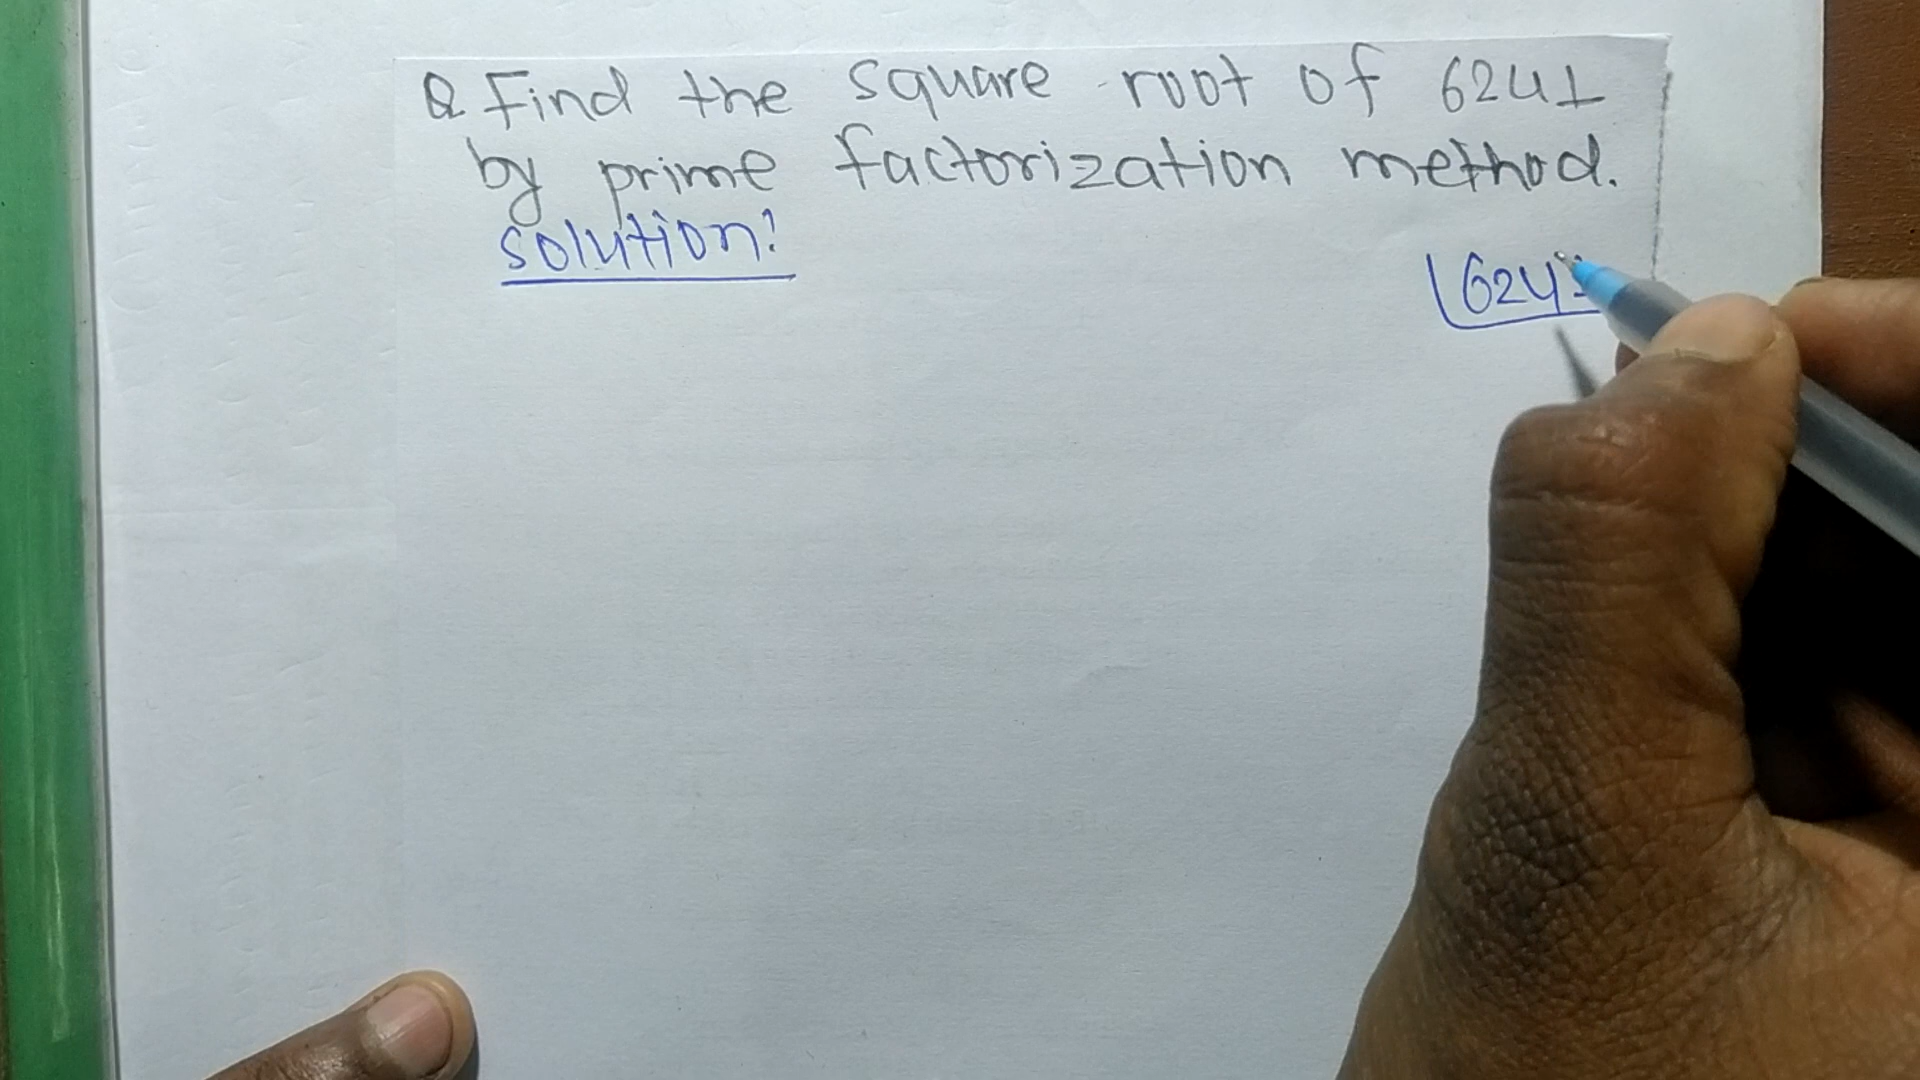 Q Find the square root of 6241
by prime factorization method.
solution:
6241